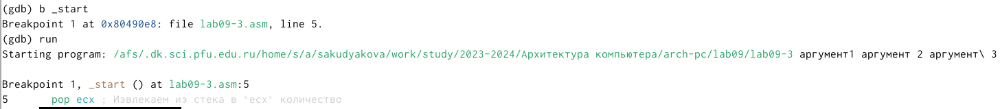 (gdb) b _start
Breakpoint 1 at 0x80490e8: file lab09-3.asm, line 5.
(gdb) run
Starting program: /afs/.dk.sci.pfu.edu.ru/home/s/a/sakudyakova/work/study/2023-2024/Архитектура компьютера/arch-pc/lab09/lab09-3 аргумент1 аргумент 2 аргумент\ 3
Breakpoint 1, _start () at lab09-3.asm:5
5 pop ecx ; Извлекаем из стека в `ecx` количество